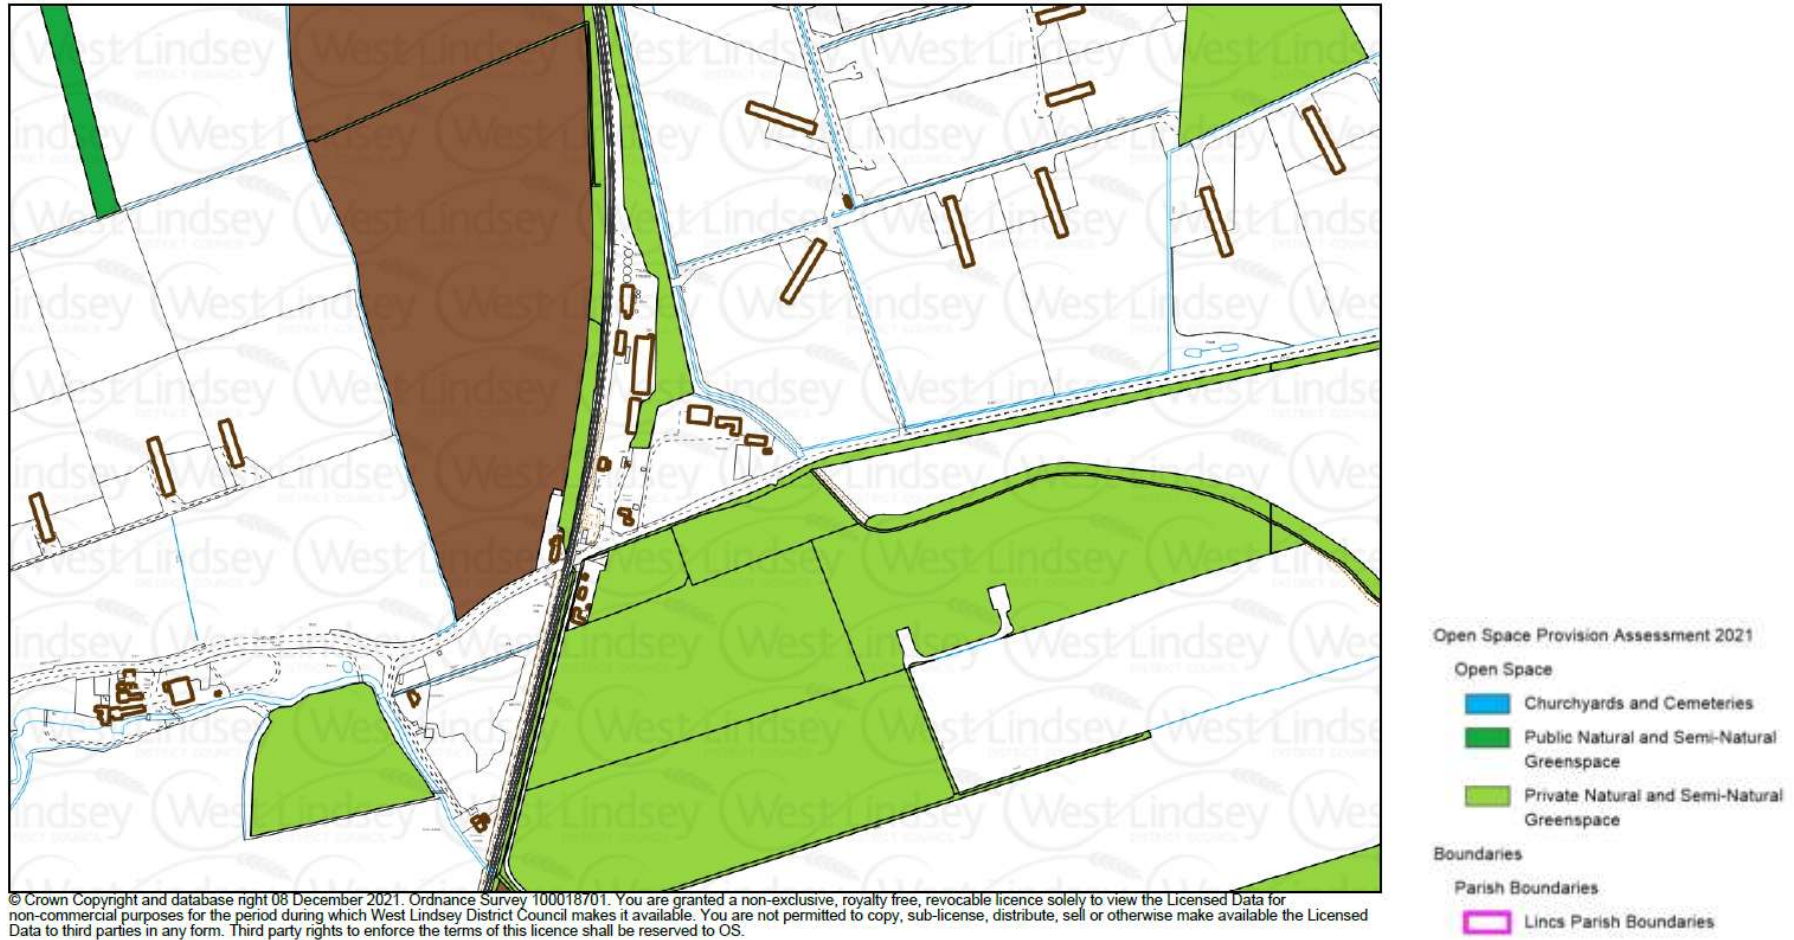 West Lindsey
DISTRICT COUNCIL
Open Space Provision Assessment 2021
Open Space
Churchyards and Cemeteries
Public Natural and Semi-Natural
Greenspace
Private Natural and Semi-Natural
Greenspace
Boundaries
Parish Boundaries
Lincs Parish Boundaries
© Crown Copyright and database right 08 December 2021. Ordnance Survey 100018701. You are granted a non-exclusive, royalty free, revocable licence solely to view the Licensed Data for
non-commercial purposes for the period during which West Lindsey District Council makes it available. You are not permitted to copy, sub-license, distribute, sell or otherwise make available the Licensed
Data to third parties in any form. Third party rights to enforce the terms of this licence shall be reserved to OS.